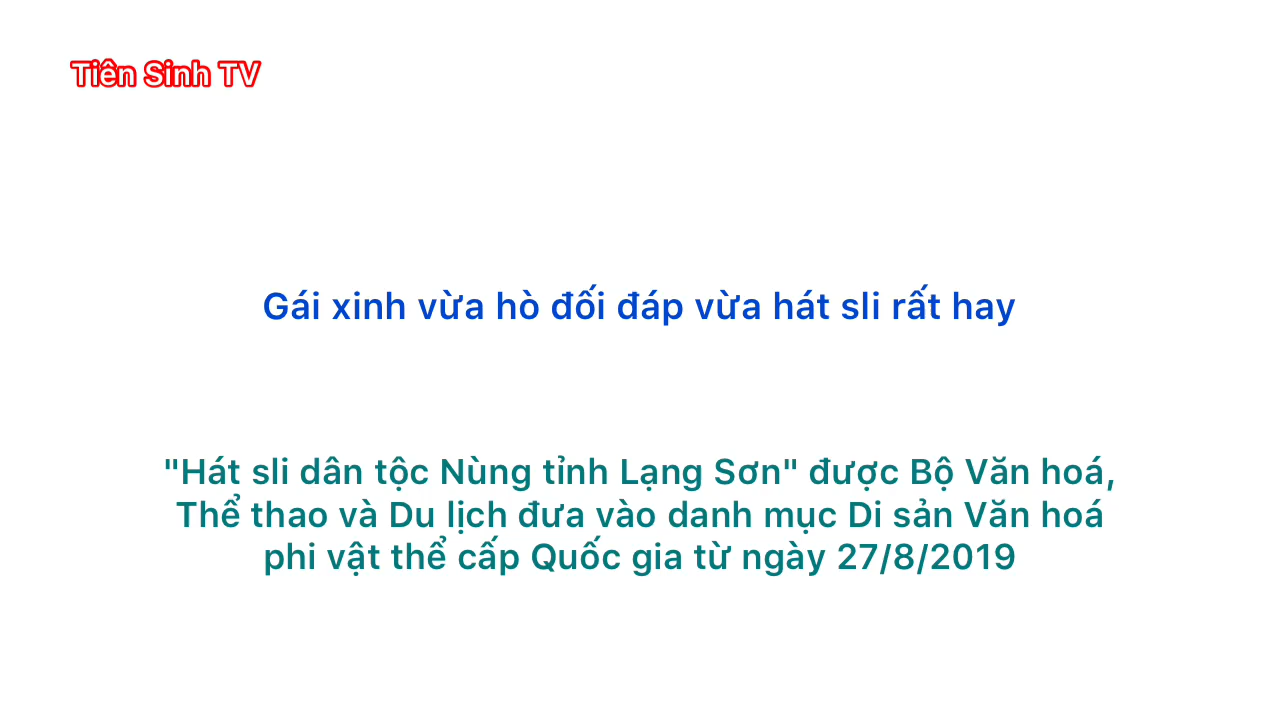 Tiên Sinh TV
Gái xinh vừa hò đối đáp vừa hát sli rất hay
"Hát sli dân tộc Nùng tỉnh Lạng Sơn" được Bộ Văn hoá,
Thể thao và Du lịch đưa vào danh mục Di sản Văn hoá
phi vật thể cấp Quốc gia từ ngày 27/8/2019